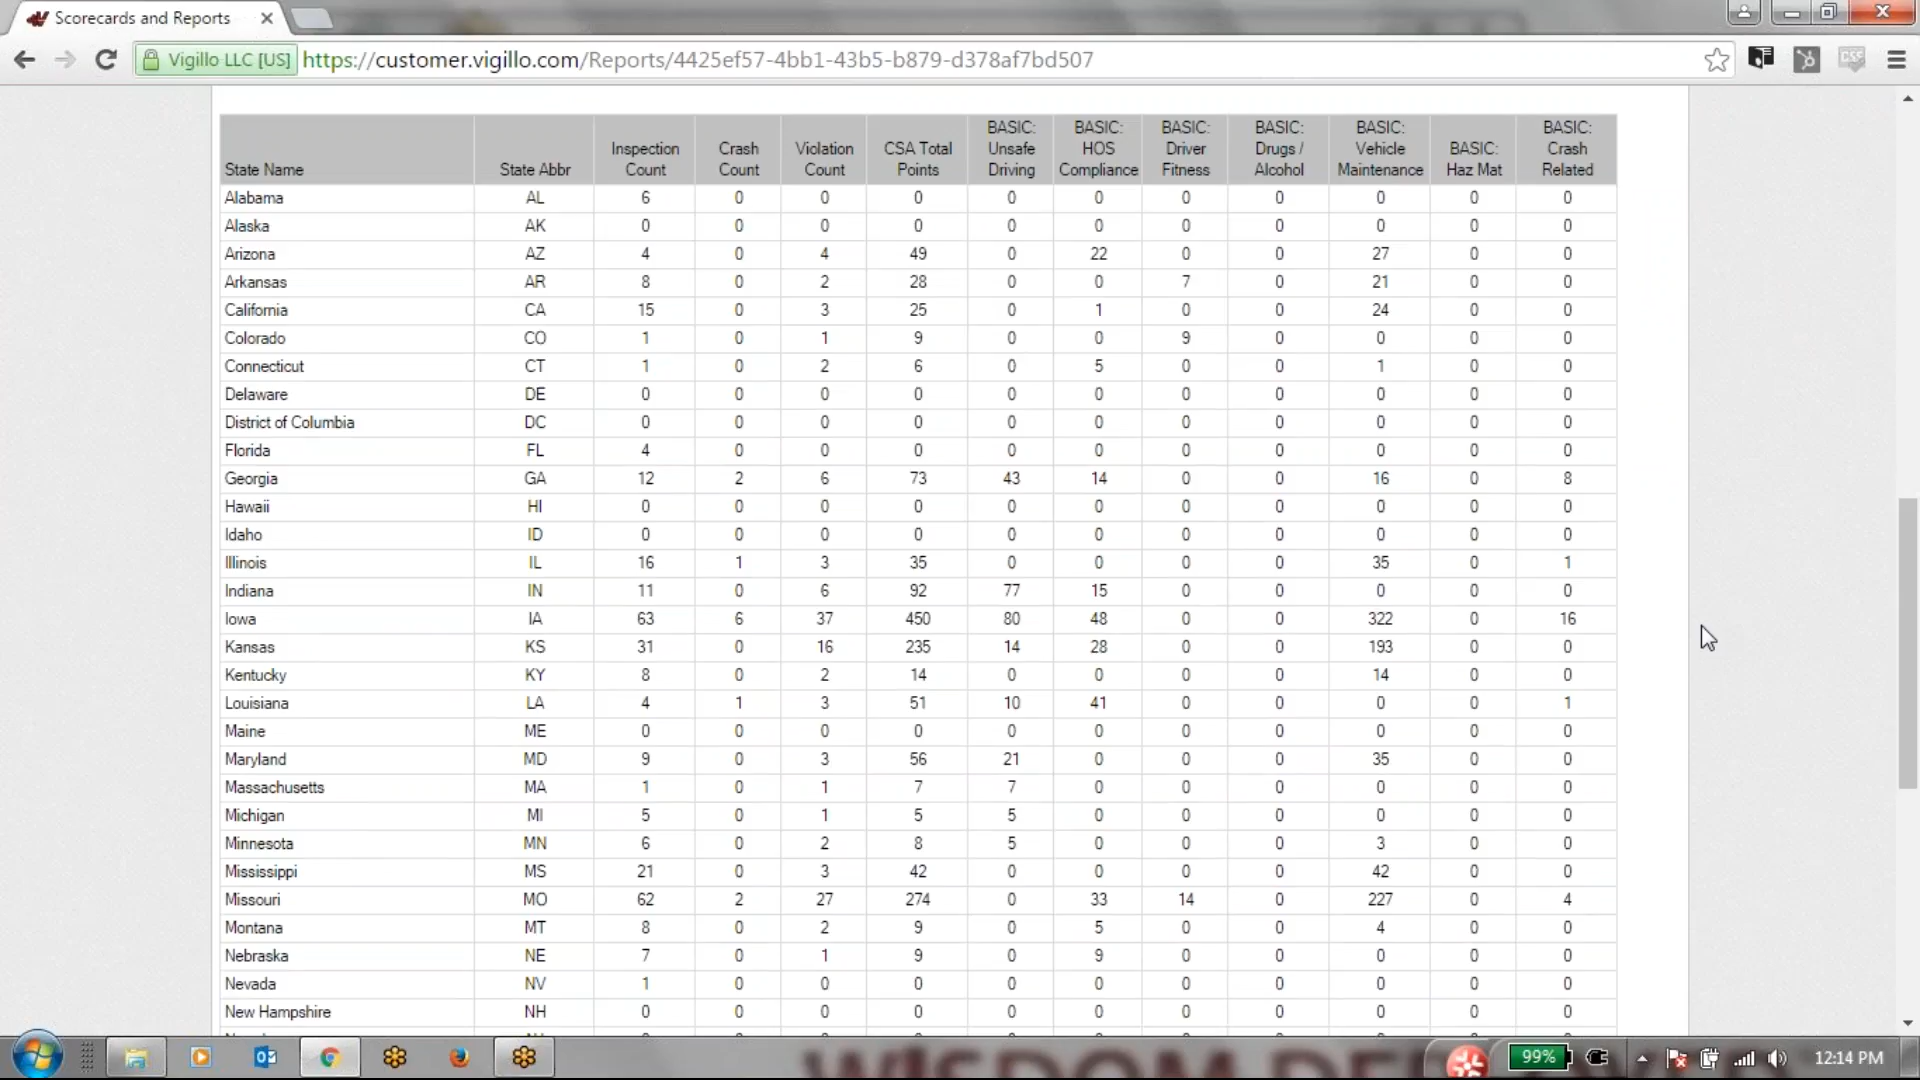 Scorecards and Reports
Vigillo LLC [US] https://customer.vigillo.com/Reports/4425ef57-4bb1-43b5-b879-d378af7bd507
State Name State Abbr Inspection Count Crash Count Violation Count CSA Total Points BASIC: Unsafe Driving BASIC: HOS Compliance BASIC: Driver Fitness BASIC: Drugs / Alcohol BASIC: Vehicle Maintenance BASIC: Haz Mat BASIC: Crash Related
Alabama AL 6 0 0 0 0 0 0 0 0 0 0
Alaska AK 0 0 0 0 0 0 0 0 0 0 0
Arizona AZ 4 0 4 49 0 22 0 0 27 0 0
Arkansas AR 8 0 2 28 0 0 7 0 21 0 0
California CA 15 0 3 25 0 1 0 0 24 0 0
Colorado CO 1 0 1 9 0 0 9 0 0 0 0
Connecticut CT 1 0 2 6 0 5 0 0 1 0 0
Delaware DE 0 0 0 0 0 0 0 0 0 0 0
District of Columbia DC 0 0 0 0 0 0 0 0 0 0 0
Florida FL 4 0 0 0 0 0 0 0 0 0 0
Georgia GA 12 2 6 73 43 14 0 0 16 0 8
Hawaii HI 0 0 0 0 0 0 0 0 0 0 0
Idaho ID 0 0 0 0 0 0 0 0 0 0 0
Illinois IL 16 1 3 35 0 0 0 0 35 0 1
Indiana IN 11 0 6 92 77 15 0 0 0 0 0
Iowa IA 63 6 37 450 80 48 0 0 322 0 16
Kansas KS 31 0 16 235 14 28 0 0 193 0 0
Kentucky KY 8 0 2 14 0 0 0 0 14 0 0
Louisiana LA 4 1 3 51 10 41 0 0 0 0 1
Maine ME 0 0 0 0 0 0 0 0 0 0 0
Maryland MD 9 0 3 56 21 0 0 0 35 0 0
Massachusetts MA 1 0 1 7 7 0 0 0 0 0 0
Michigan MI 5 0 1 5 5 0 0 0 0 0 0
Minnesota MN 6 0 2 8 5 0 0 0 3 0 0
Mississippi MS 21 0 3 42 0 0 0 0 42 0 0
Missouri MO 62 2 27 274 0 33 14 0 227 0 4
Montana MT 8 0 2 9 0 5 0 0 4 0 0
Nebraska NE 7 0 1 9 0 9 0 0 0 0 0
Nevada NV 1 0 0 0 0 0 0 0 0 0 0
New Hampshire NH 0 0 0 0 0 0 0 0 0 0 0
99% 12:14 PM